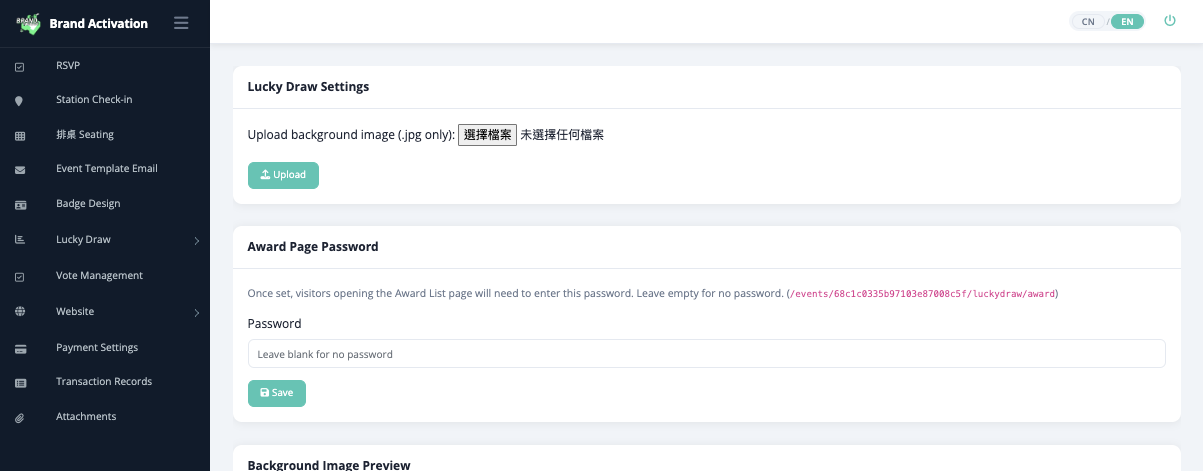 BRAND
Brand Activation
CN / EN
RSVP
Station Check-in
排桌 Seating
Event Template Email
Badge Design
Lucky Draw
Vote Management
Website
Payment Settings
Transaction Records
Attachments
Lucky Draw Settings
Upload background image (.jpg only): 選擇檔案 未選擇任何檔案
Upload
Award Page Password
Once set, visitors opening the Award List page will need to enter this password. Leave empty for no password. (/events/68c1c0335b97103e87008c5f/luckydraw/award)
Password
Leave blank for no password
Save
Background Image Preview